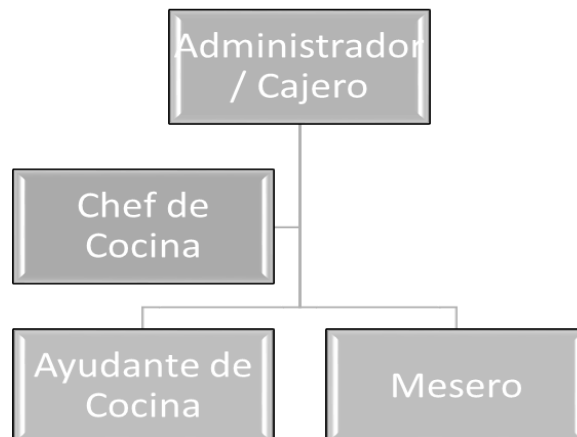 Administrador
/ Cajero
Chef de
Cocina
Ayudante de
Cocina
Mesero